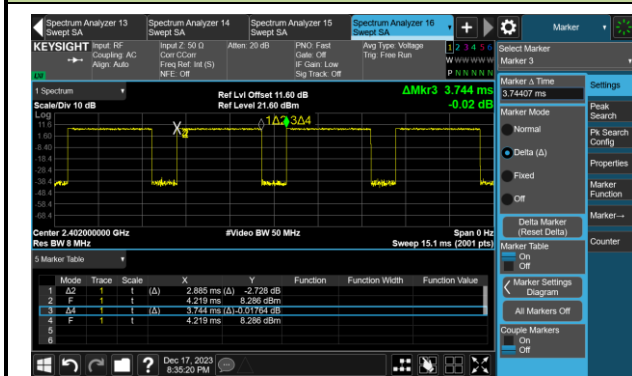 Spectrum Analyzer 13
Swept SA
Spectrum Analyzer 14
Swept SA
Spectrum Analyzer 15
Swept SA
Spectrum Analyzer 16
Swept SA
Marker
KEYSIGHT
Input: RF
Coupling: AC
Align: Auto
Input Z: 50 Ω
Corr CCorr
Freq Ref: Int (S)
NFE: Off
Atten: 20 dB
PNO: Fast
Gate: Off
IF Gain: Low
Sig Track: Off
Avg Type: Voltage
Trig: Free Run
1 2 3 4 5 6
W W W W W W
P N N N N N
LVI
Select Marker
Marker 3
1 Spectrum
Scale/Div 10 dB
Log
Ref Lvl Offset 11.60 dB
Ref Level 21.60 dBm
ΔMkr3 3.744 ms
-0.02 dB
11.6
1.60
-8.40
-18.4
-28.4
-38.4
-48.4
-58.4
-68.4
X2
3Δ4
Center 2.402000000 GHz
Res BW 8 MHz
#Video BW 50 MHz
Span 0 Hz
Sweep 15.1 ms (2001 pts)
5 Marker Table
Mode Trace Scale X Y Function Function Width Function Value
1 Δ2 1 t (Δ) 2.885 ms (Δ) -2.728 dB
2 F 1 t 4.219 ms 8.286 dBm
3 Δ4 1 t (Δ) 3.744 ms (Δ) -0.01764 dB
4 F 1 t 4.219 ms 8.286 dBm
5
6
Marker Δ Time
3.74407 ms
Marker Mode
Normal
Delta (Δ)
Fixed
Off
Delta Marker
(Reset Delta)
Marker Table
On
Off
Marker Settings
Diagram
All Markers Off
Couple Markers
On
Off
Settings
Peak
Search
Pk Search
Config
Properties
Marker
Function
Marker→
Counter
Dec 17, 2023
8:35:20 PM